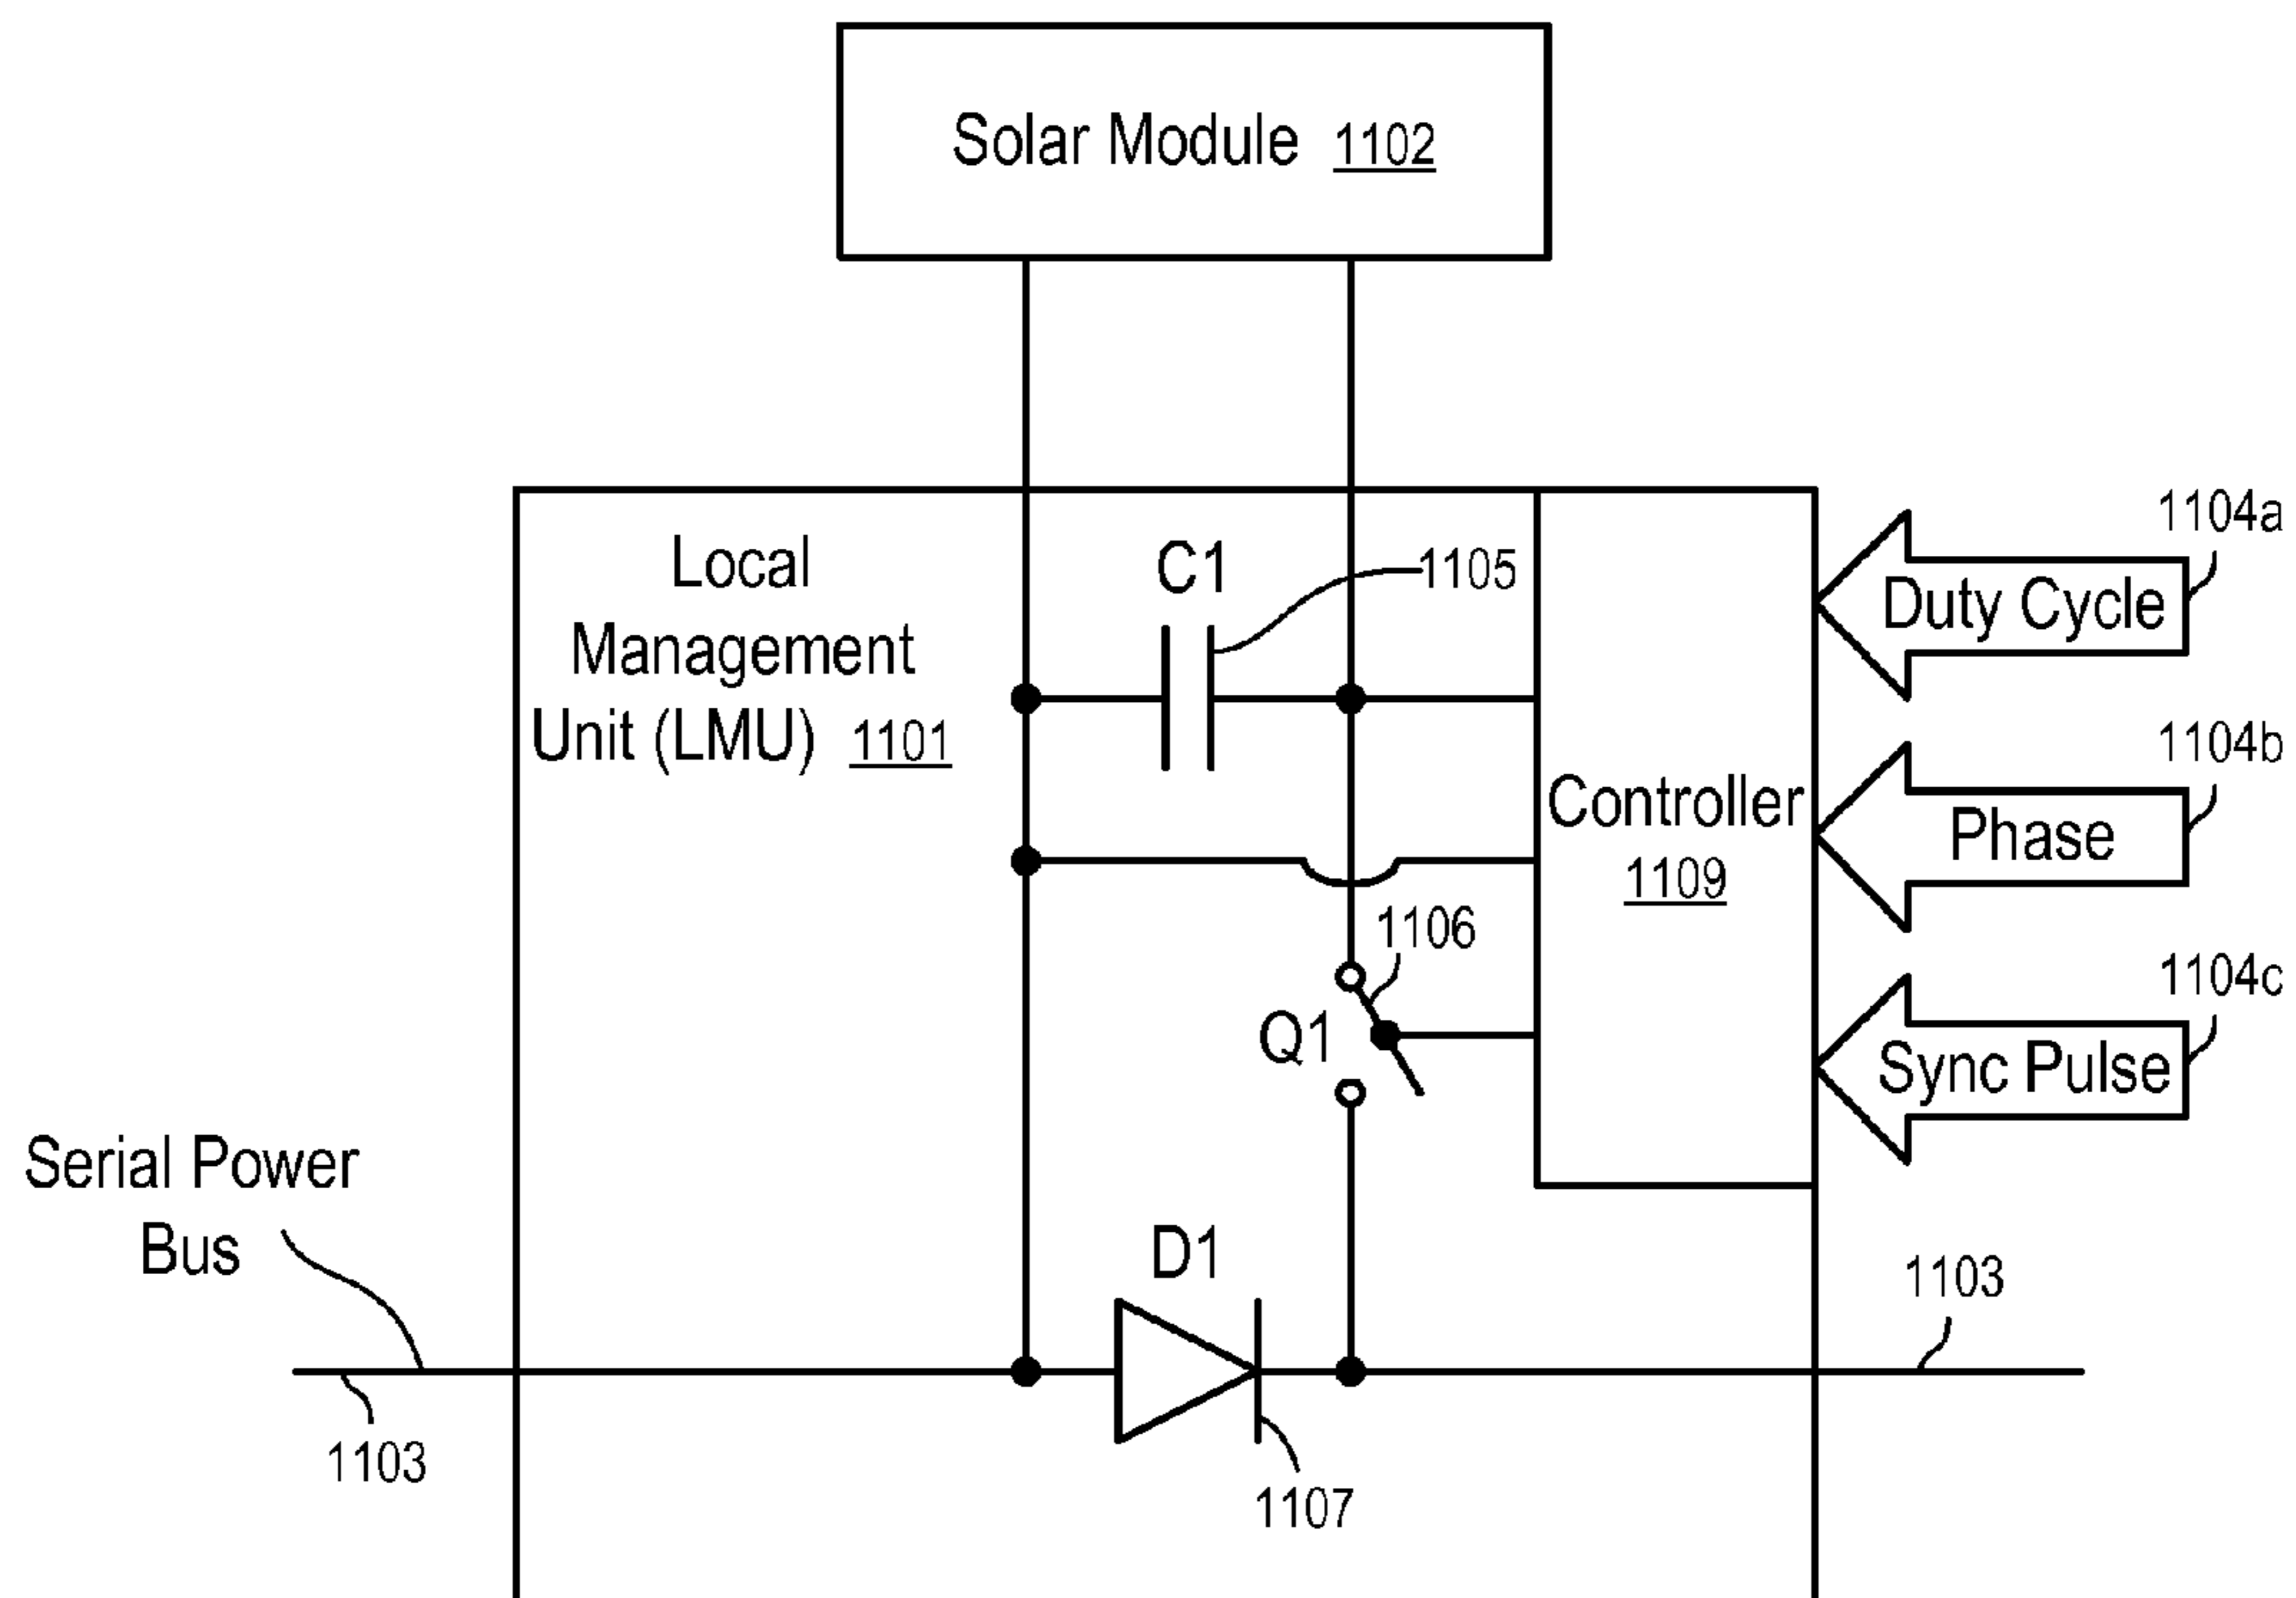 Solar Module 1102
Local
Management
Unit (LMU) 1101
C1
1105
Controller
1109
1104a
Duty Cycle
1104b
Phase
1104c
Sync Pulse
1106
Q1
Serial Power
Bus
D1
1103
1103
1107